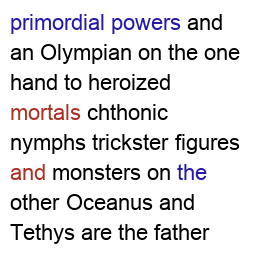 primordial powers and
an Olympian on the one
hand to heroized
mortals chthonic
nymphs trickster figures
and monsters on the
other Oceanus and
Tethys are the father